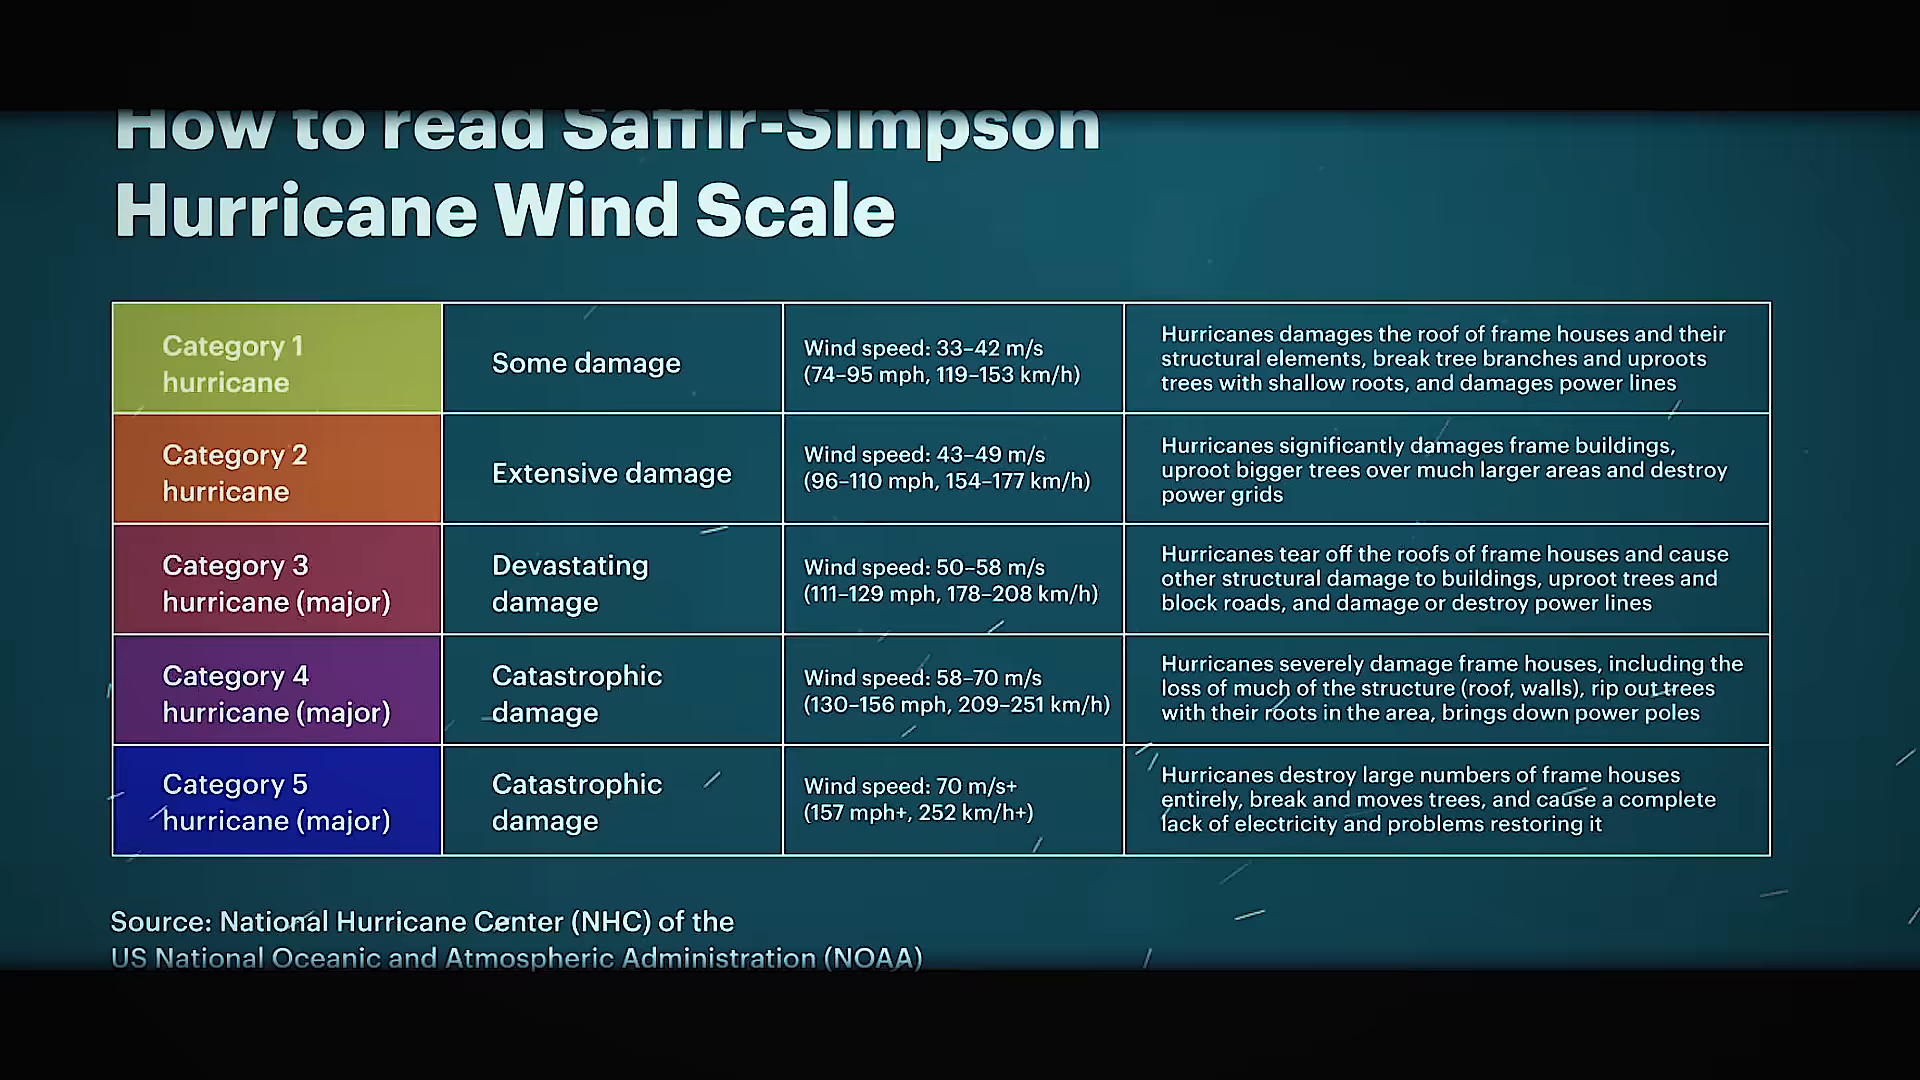 How to read Saffir-Simpson
Hurricane Wind Scale
Category 1
hurricane
Some damage
Wind speed: 33–42 m/s
(74–95 mph, 119–153 km/h)
Hurricanes damages the roof of frame houses and their
structural elements, break tree branches and uproots
trees with shallow roots, and damages power lines
Category 2
hurricane
Extensive damage
Wind speed: 43–49 m/s
(96–110 mph, 154–177 km/h)
Hurricanes significantly damages frame buildings,
uproot bigger trees over much larger areas and destroy
power grids
Category 3
hurricane (major)
Devastating
damage
Wind speed: 50–58 m/s
(111–129 mph, 178–208 km/h)
Hurricanes tear off the roofs of frame houses and cause
other structural damage to buildings, uproot trees and
block roads, and damage or destroy power lines
Category 4
hurricane (major)
Catastrophic
damage
Wind speed: 58–70 m/s
(130–156 mph, 209–251 km/h)
Hurricanes severely damage frame houses, including the
loss of much of the structure (roof, walls), rip out trees
with their roots in the area, brings down power poles
Category 5
hurricane (major)
Catastrophic
damage
Wind speed: 70 m/s+
(157 mph+, 252 km/h+)
Hurricanes destroy large numbers of frame houses
entirely, break and moves trees, and cause a complete
lack of electricity and problems restoring it
Source: National Hurricane Center (NHC) of the
US National Oceanic and Atmospheric Administration (NOAA)